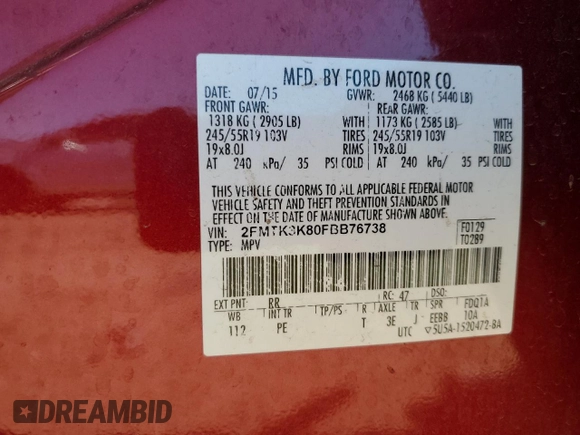 MFD. BY FORD MOTOR CO.
DATE: 07/15 GVWR: 2468 KG ( 5440 LB)
FRONT GAWR: REAR GAWR:
1318 KG ( 2905 LB) 1173 KG ( 2585 LB)
245/55R19 103V TIRES 245/55R19 103V TIRES
19x8.0J RIMS 19x8.0J RIMS
AT 240 kPa/ 35 PSI COLD AT 240 kPa/ 35 PSI COLD
THIS VEHICLE CONFORMS TO ALL APPLICABLE FEDERAL MOTOR
VEHICLE SAFETY AND THEFT PREVENTION STANDARDS IN
EFFECT ON THE DATE OF MANUFACTURE SHOWN ABOVE.
VIN: 2FMTK3K80FBB76738 F0129
TYPE: MPV T0289
EXT PNT: RR RC: 47 FDQTA
WB INT TR TP/PS R AXLE TR SPR 10A
112 PE T 3E J EEBB
UTC ▽5U5A-1520472-BA
DREAMBID